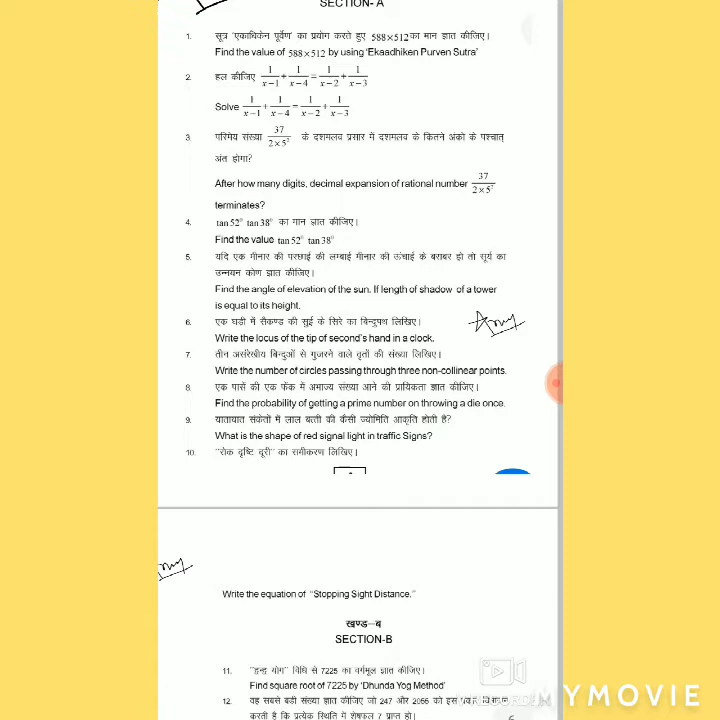 SECTION- A
1. सूत्र 'एकाधिकेन पूर्वेण' का प्रयोग करते हुए 588×512 का मान ज्ञात कीजिए।
Find the value of 588×512 by using 'Ekaadhiken Purven Sutra'
2. हल कीजिए 1/(x−1) + 1/(x−4) = 1/(x−2) + 1/(x−3)
Solve 1/(x−1) + 1/(x−4) = 1/(x−2) + 1/(x−3)
3. परिमेय संख्या 37/(2×5²) के दशमलव प्रसार में दशमलव के कितने अंको के पश्चात्
अंत होगा?
After how many digits, decimal expansion of rational number 37/(2×5²)
terminates?
4. tan 52° tan 38° का मान ज्ञात कीजिए।
Find the value tan 52° tan 38°
5. यदि एक मीनार की परछाई की लम्बाई मीनार की ऊंचाई के बराबर हो तो सूर्य का
उन्नयन कोण ज्ञात कीजिए।
Find the angle of elevation of the sun. If length of shadow of a tower
is equal to its height.
6. एक घड़ी में सैकण्ड की सूई के सिरे का बिन्दुपथ लिखिए।
Write the locus of the tip of second's hand in a clock.
7. तीन असंरेखीय बिन्दुओं से गुजरने वाले वृतों की संख्या लिखिए।
Write the number of circles passing through three non-collinear points.
8. एक पासें की एक फेंक में अभाज्य संख्या आने की प्रायिकता ज्ञात कीजिए।
Find the probability of getting a prime number on throwing a die once.
9. यातायात संकेतों में लाल बत्ती की कैसी ज्योमिति आकृति होती है?
What is the shape of red signal light in traffic Signs?
10. "रोक दृष्टि दूरी" का समीकरण लिखिए।
Write the equation of "Stopping Sight Distance."
खण्ड–ब
SECTION-B
11. "द्वन्द्व योग" विधि से 7225 का वर्गमूल ज्ञात कीजिए।
Find square root of 7225 by 'Dhunda Yog Method'
12. वह सबसे बडी संख्या ज्ञात कीजिए जो 247 और 2055 को इस प्रकार
करती है कि प्रत्येक स्थिति में शेषफल 7 प्राप्त हो।
MYMOVIE